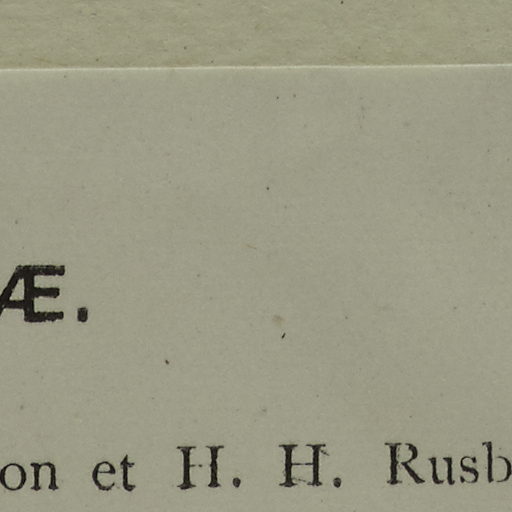 Æ.
on et H. H. Rusb